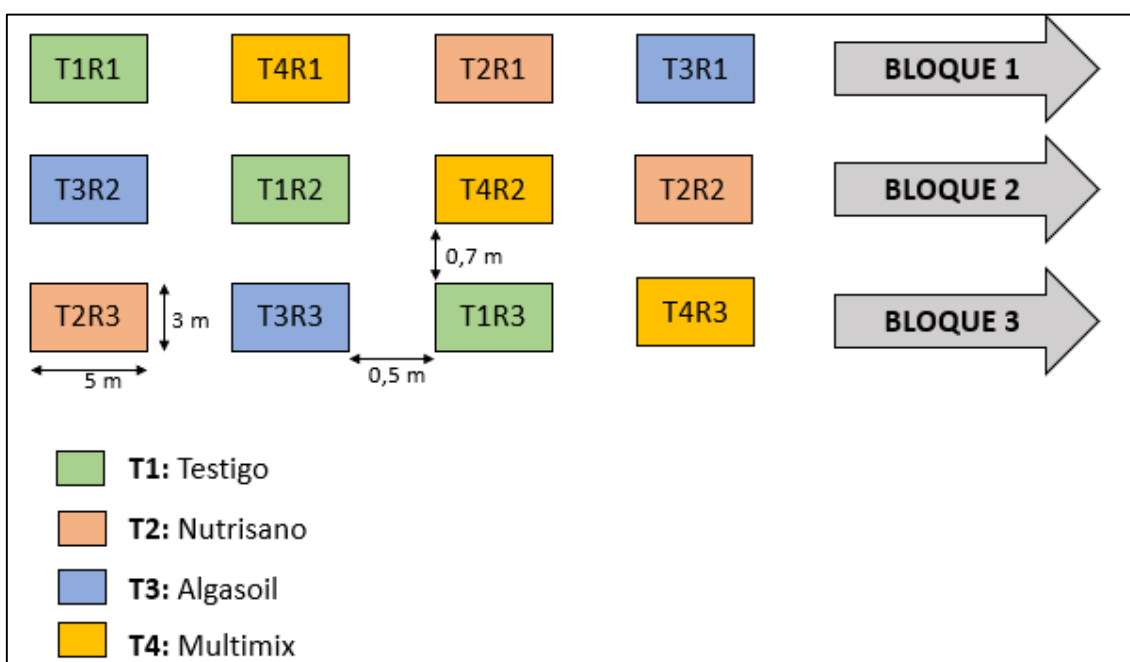 T1R1 T4R1 T2R1 T3R1 BLOQUE 1
T3R2 T1R2 T4R2 T2R2 BLOQUE 2
0,7 m
T2R3 3 m T3R3 T1R3 T4R3 BLOQUE 3
5 m 0,5 m
T1: Testigo
T2: Nutrisano
T3: Algasoil
T4: Multimix